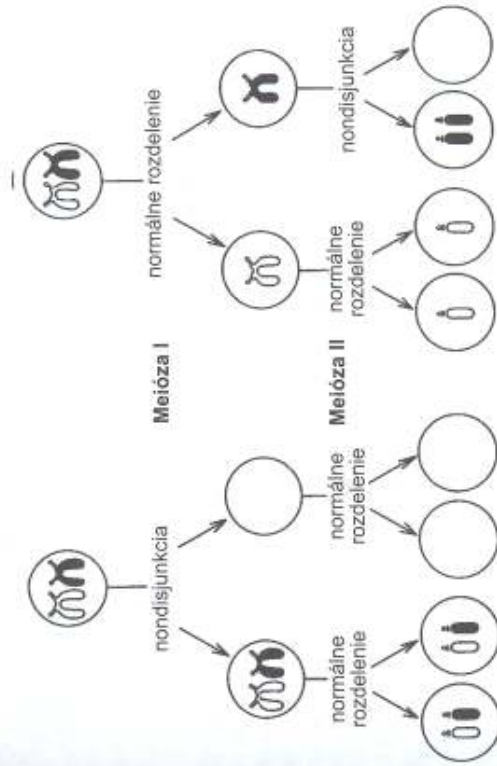 nondisjunkcia
normálne rozdelenie
Meióza I
normálne
rozdelenie
normálne
rozdelenie
Meióza II
normálne
rozdelenie
nondisjunkcia